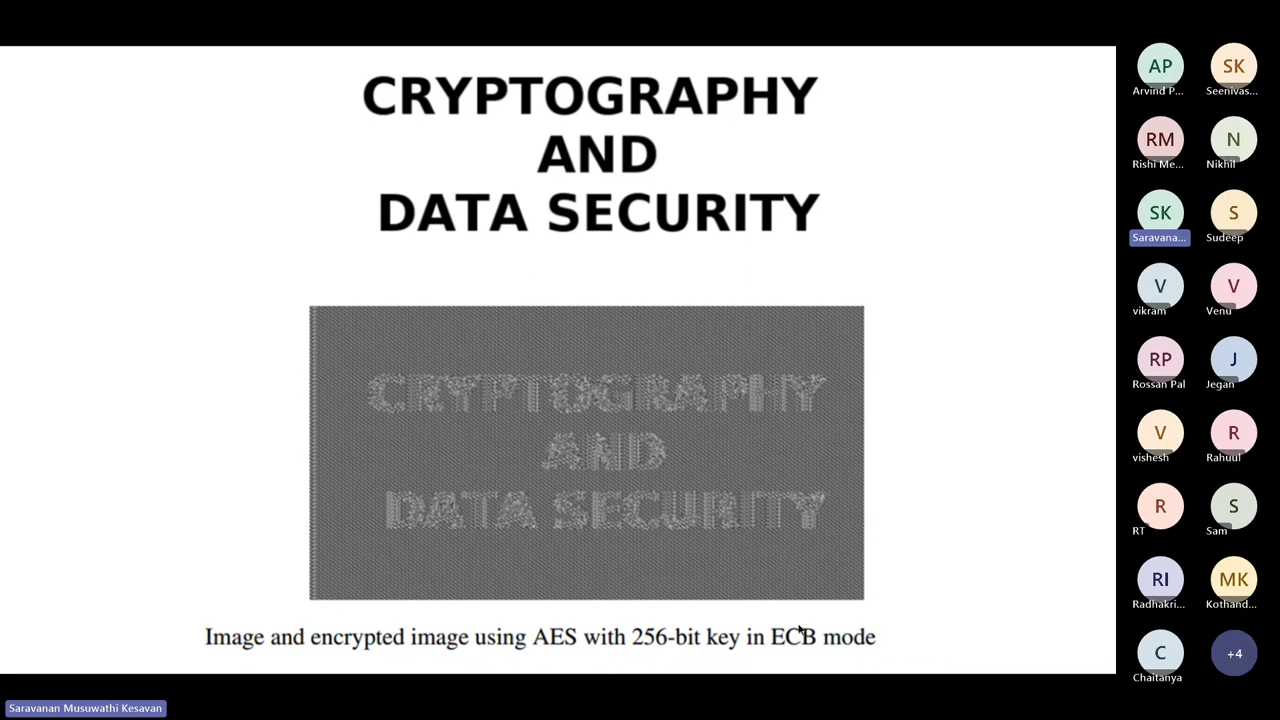 CRYPTOGRAPHY
AND
DATA SECURITY
CRYPTOGRAPHY
AND
DATA SECURITY
Image and encrypted image using AES with 256-bit key in ECB mode
AP
Arvind P...
SK
Seenivas...
RM
Rishi Me...
N
Nikhil
SK
Saravana...
S
Sudeep
V
vikram
V
Venu
RP
Rossan Pal
J
Jegan
V
vishesh
R
Rahuul
R
RT
S
Sam
RI
Radhakri...
MK
Kothand...
C
Chaitanya
+4
Saravanan Musuwathi Kesavan